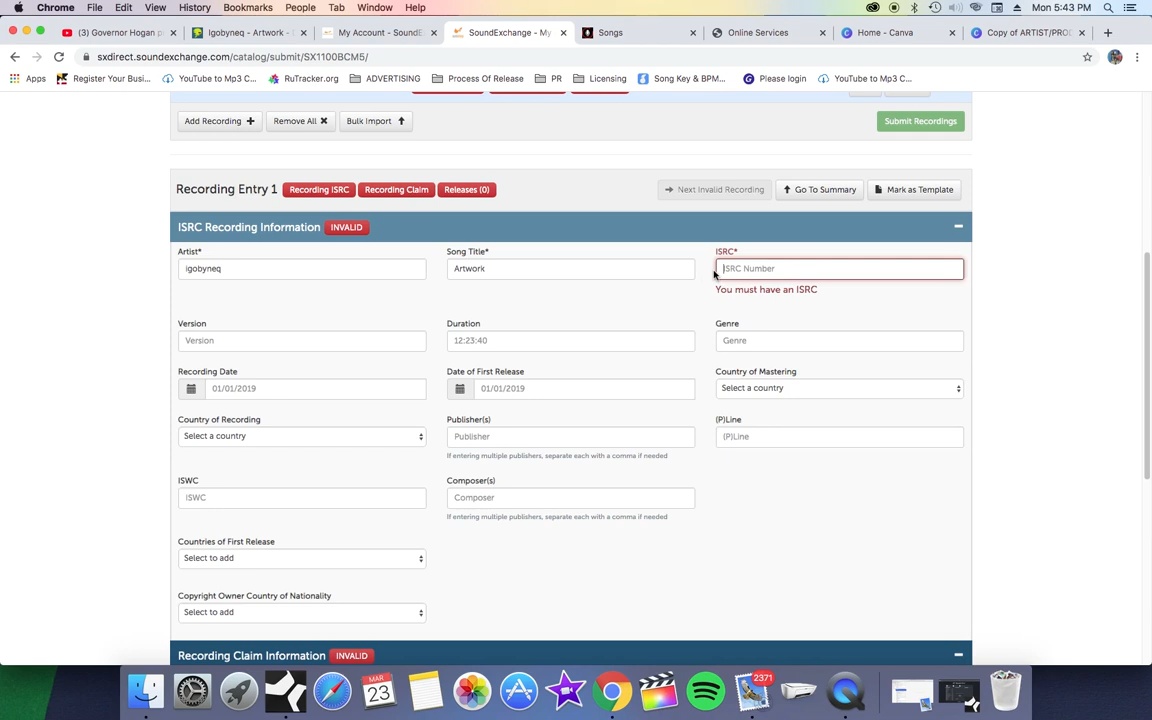 Chrome File Edit View History Bookmarks People Tab Window Help Mon 5:43 PM
(3) Governor Hogan p igobyneq - Artwork - My Account - SoundE SoundExchange - My Songs Online Services Home - Canva Copy of ARTIST/PRO
sxdirect.soundexchange.com/catalog/submit/SX1100BCM5/
Apps Register Your Busi... YouTube to Mp3 C... RuTracker.org ADVERTISING Process Of Release PR Licensing Song Key & BPM... Please login YouTube to Mp3 C...
Add Recording Remove All Bulk Import Submit Recordings
Recording Entry 1 Recording ISRC Recording Claim Releases (0) Next Invalid Recording Go To Summary Mark as Template
ISRC Recording Information INVALID
Artist* Song Title* ISRC*
igobyneq Artwork ISRC Number
You must have an ISRC
Version Duration Genre
Version 12:23:40 Genre
Recording Date Date of First Release Country of Mastering
01/01/2019 01/01/2019 Select a country
Country of Recording Publisher(s) (P)Line
Select a country Publisher (P)Line
If entering multiple publishers, separate each with a comma if needed
ISWC Composer(s)
ISWC Composer
If entering multiple publishers, separate each with a comma if needed
Countries of First Release
Select to add
Copyright Owner Country of Nationality
Select to add
Recording Claim Information INVALID
MAR
23
2371